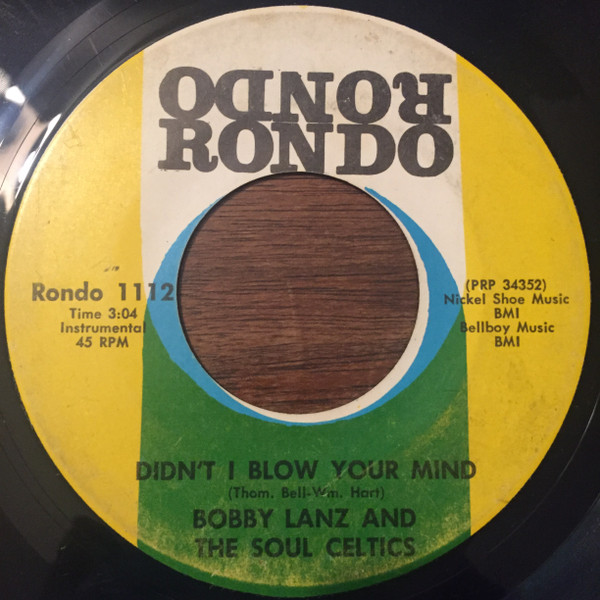 RONDO
RONDO
Rondo 1112
Time 3:04
Instrumental
45 RPM
(PRP 34352)
Nickel Shoe Music
BMI
Bellboy Music
BMI
DIDN'T I BLOW YOUR MIND
(Thom. Bell-Wm. Hart)
BOBBY LANZ AND
THE SOUL CELTICS